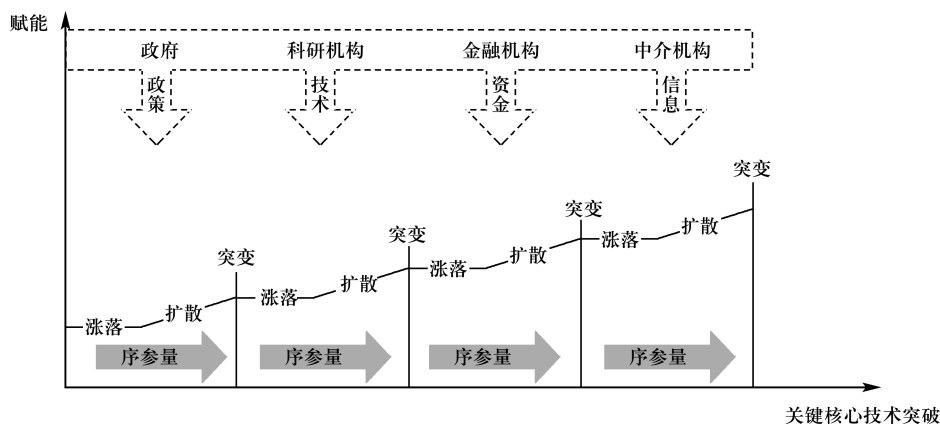 赋能
政府 科研机构 金融机构 中介机构
政策 技术 资金 信息
突变
突变
突变
突变
涨落 扩散 涨落 扩散 涨落 扩散 涨落 扩散
序参量 序参量 序参量 序参量
关键核心技术突破